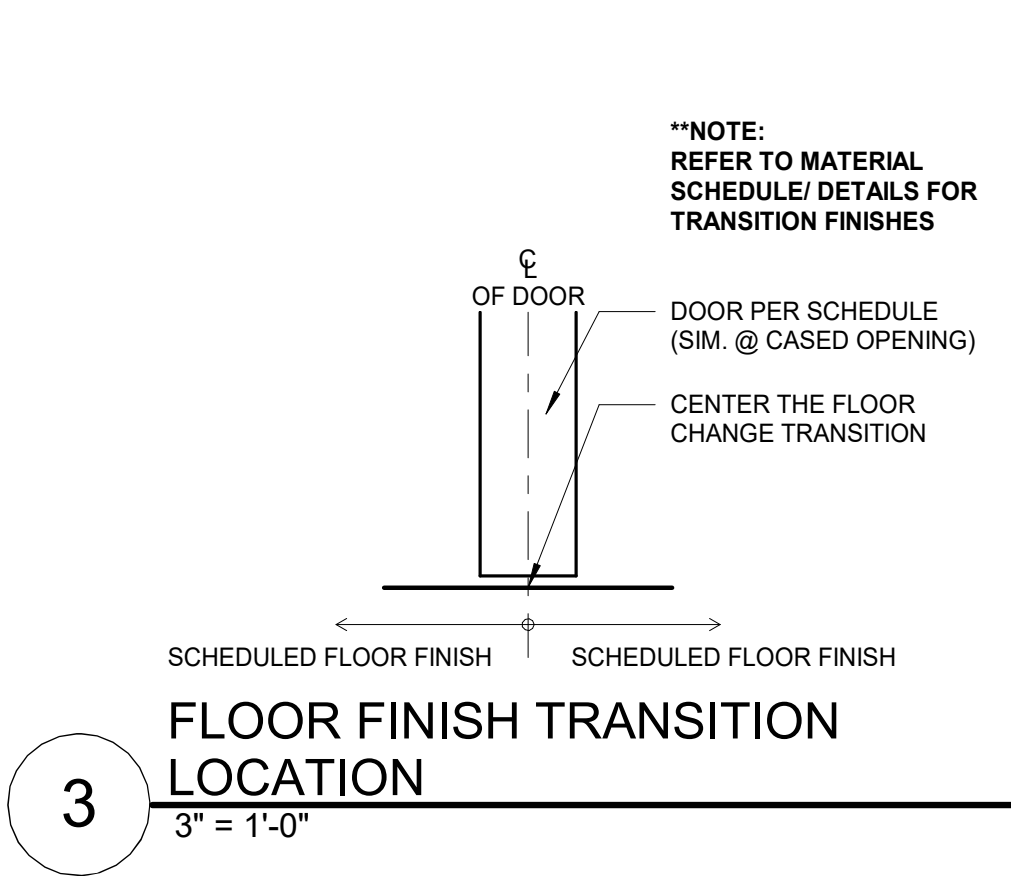 **NOTE:
REFER TO MATERIAL
SCHEDULE/ DETAILS FOR
TRANSITION FINISHES
℄
OF DOOR
DOOR PER SCHEDULE
(SIM. @ CASED OPENING)
CENTER THE FLOOR
CHANGE TRANSITION
SCHEDULED FLOOR FINISH
SCHEDULED FLOOR FINISH
FLOOR FINISH TRANSITION
LOCATION
3
3" = 1'-0"